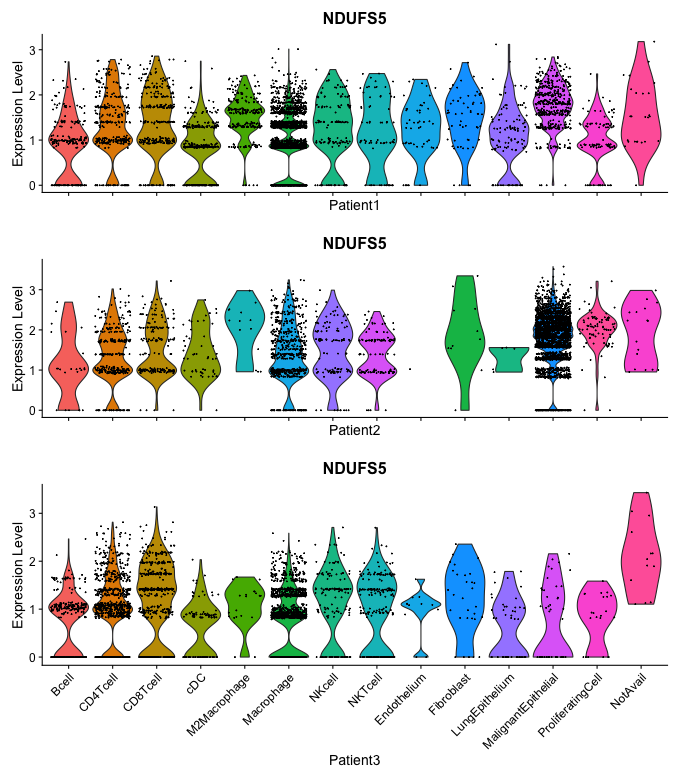 NDUFS5
Expression Level
3
2
1
0
Patient1
NDUFS5
Expression Level
3
2
1
0
Patient2
NDUFS5
Expression Level
3
2
1
0
Bcell
CD4Tcell
CD8Tcell
cDC
M2Macrophage
Macrophage
NKcell
NKTcell
Endothelium
Fibroblast
LungEpithelium
MalignantEpithelial
ProliferatingCell
NotAvail
Patient3